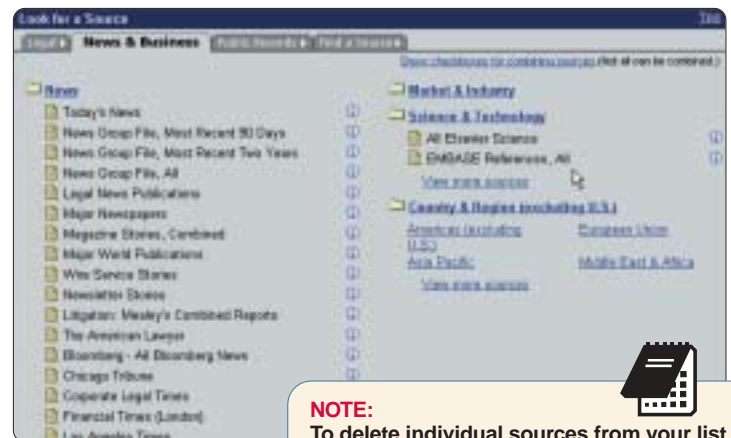 Look for a Source
News & Business
Find a Source
Show checkboxes for combining sources (Not all can be combined.)
News
Today's News
News Group File, Most Recent 90 Days
News Group File, Most Recent Two Years
News Group File, All
Legal News Publications
Major Newspapers
Magazine Stories, Combined
Major World Publications
Wire Service Stories
Newsletter Stories
Litigation: Mealey's Combined Reports
The American Lawyer
Bloomberg - All Bloomberg News
Chicago Tribune
Corporate Legal Times
Financial Times (London)
Los Angeles Times
Market & Industry
Science & Technology
All Elsevier Science
EMBASE References, All
View more sources
Country & Region (excluding U.S.)
Americas (excluding
U.S.)
European Union
Asia Pacific
Middle East & Africa
View more sources
NOTE:
To delete individual sources from your list